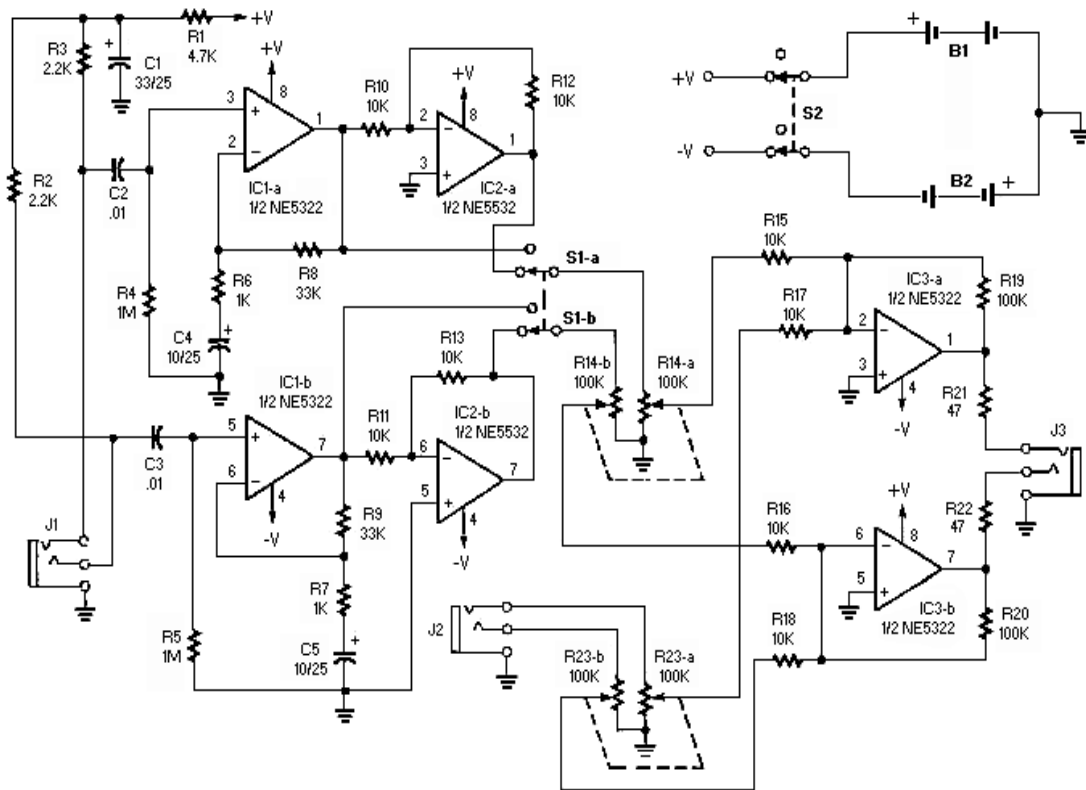 R3
2.2K
+
C1
33/25
R1
4.7K
+V
+V
8
3
+
2
−
1
IC1-a
1/2 NE5322
R10
10K
R12
10K
+V
8
2
−
3
+
1
IC2-a
1/2 NE5532
+
B1
+V
S2
-V
B2
+
R2
2.2K
C2
.01
R4
1M
R6
1K
R8
33K
+
C4
10/25
S1-a
S1-b
R13
10K
IC1-b
1/2 NE5322
R11
10K
IC2-b
1/2 NE5532
5
+
6
−
7
4
-V
6
−
5
+
7
4
-V
C3
.01
J1
R5
1M
R9
33K
R7
1K
+
C5
10/25
R14-b
100K
R14-a
100K
R15
10K
R17
10K
IC3-a
1/2 NE5322
R19
100K
2
−
3
+
1
4
-V
R21
47
J3
R16
10K
+V
8
6
−
5
+
7
R22
47
IC3-b
1/2 NE5322
R20
100K
R18
10K
J2
R23-b
100K
R23-a
100K